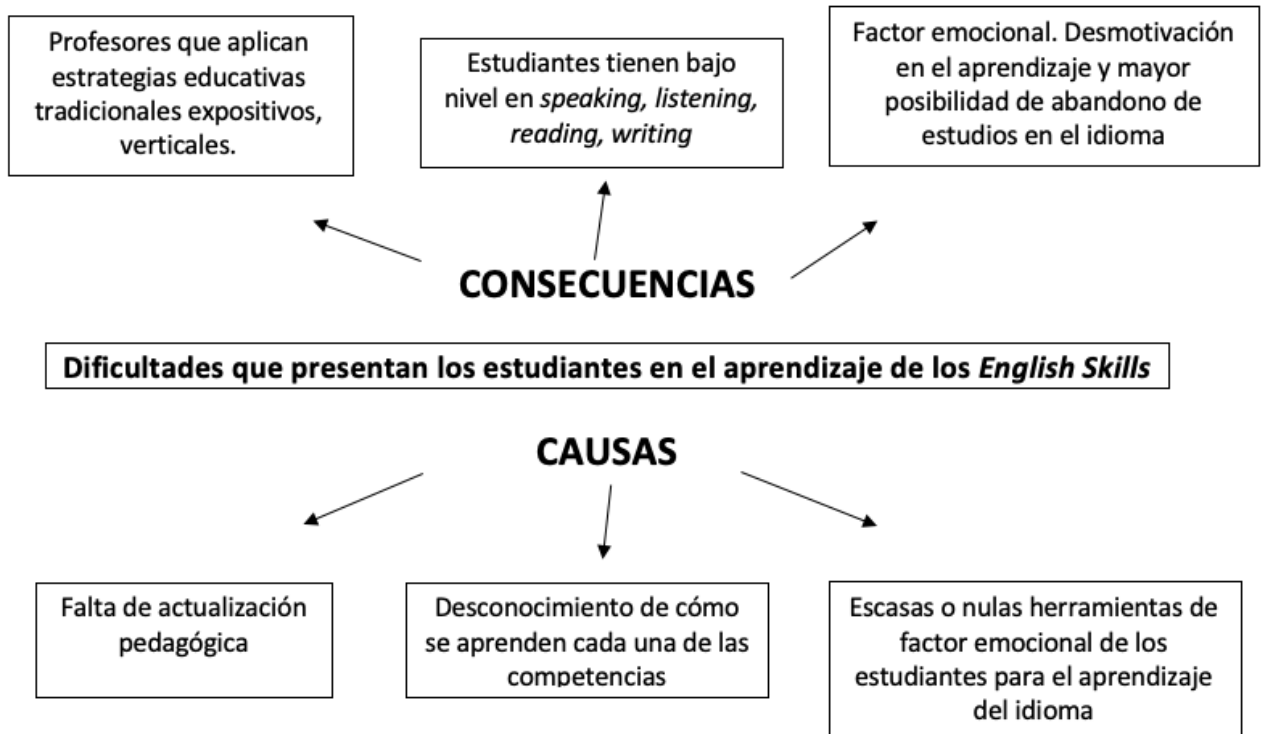 Profesores que aplican
estrategias educativas
tradicionales expositivos,
verticales.
Estudiantes tienen bajo
nivel en speaking, listening,
reading, writing
Factor emocional. Desmotivación
en el aprendizaje y mayor
posibilidad de abandono de
estudios en el idioma
CONSECUENCIAS
Dificultades que presentan los estudiantes en el aprendizaje de los English Skills
CAUSAS
Falta de actualización
pedagógica
Desconocimiento de cómo
se aprenden cada una de las
competencias
Escasas o nulas herramientas de
factor emocional de los
estudiantes para el aprendizaje
del idioma